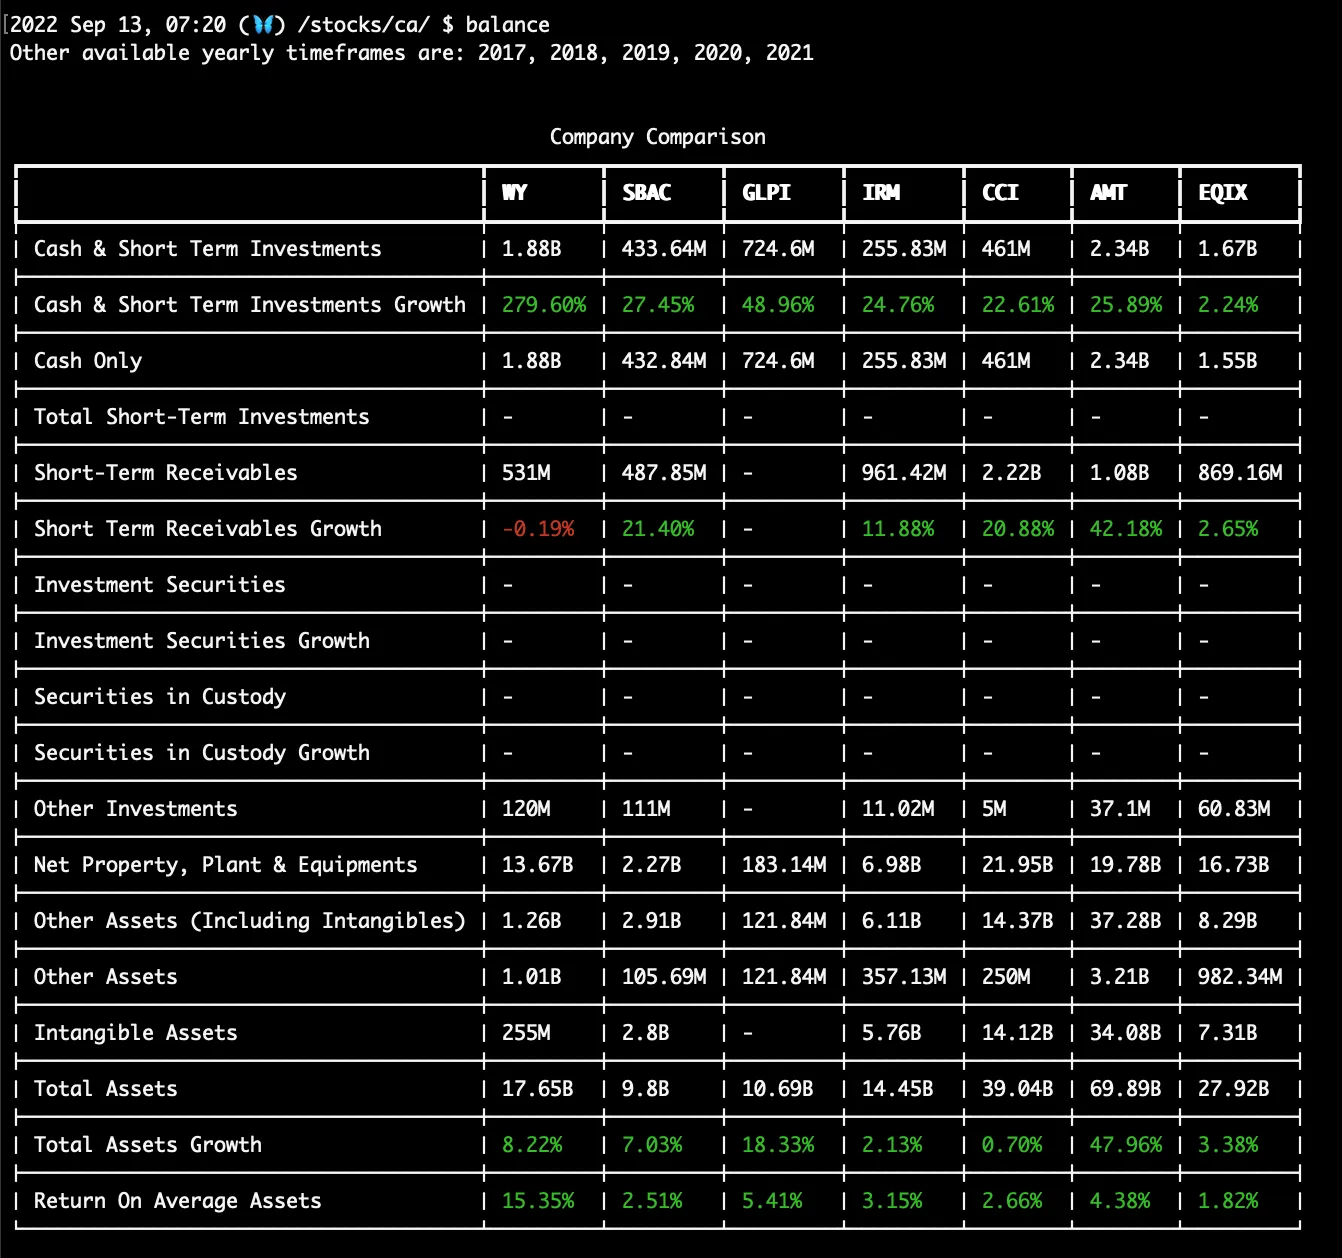 [2022 Sep 13, 07:20 (🦋) /stocks/ca/ $ balance
Other available yearly timeframes are: 2017, 2018, 2019, 2020, 2021
Company Comparison
WY SBAC GLPI IRM CCI AMT EQIX
Cash & Short Term Investments 1.88B 433.64M 724.6M 255.83M 461M 2.34B 1.67B
Cash & Short Term Investments Growth 279.60% 27.45% 48.96% 24.76% 22.61% 25.89% 2.24%
Cash Only 1.88B 432.84M 724.6M 255.83M 461M 2.34B 1.55B
Total Short-Term Investments - - - - - - -
Short-Term Receivables 531M 487.85M - 961.42M 2.22B 1.08B 869.16M
Short Term Receivables Growth -0.19% 21.40% - 11.88% 20.88% 42.18% 2.65%
Investment Securities - - - - - - -
Investment Securities Growth - - - - - - -
Securities in Custody - - - - - - -
Securities in Custody Growth - - - - - - -
Other Investments 120M 111M - 11.02M 5M 37.1M 60.83M
Net Property, Plant & Equipments 13.67B 2.27B 183.14M 6.98B 21.95B 19.78B 16.73B
Other Assets (Including Intangibles) 1.26B 2.91B 121.84M 6.11B 14.37B 37.28B 8.29B
Other Assets 1.01B 105.69M 121.84M 357.13M 250M 3.21B 982.34M
Intangible Assets 255M 2.8B - 5.76B 14.12B 34.08B 7.31B
Total Assets 17.65B 9.8B 10.69B 14.45B 39.04B 69.89B 27.92B
Total Assets Growth 8.22% 7.03% 18.33% 2.13% 0.70% 47.96% 3.38%
Return On Average Assets 15.35% 2.51% 5.41% 3.15% 2.66% 4.38% 1.82%